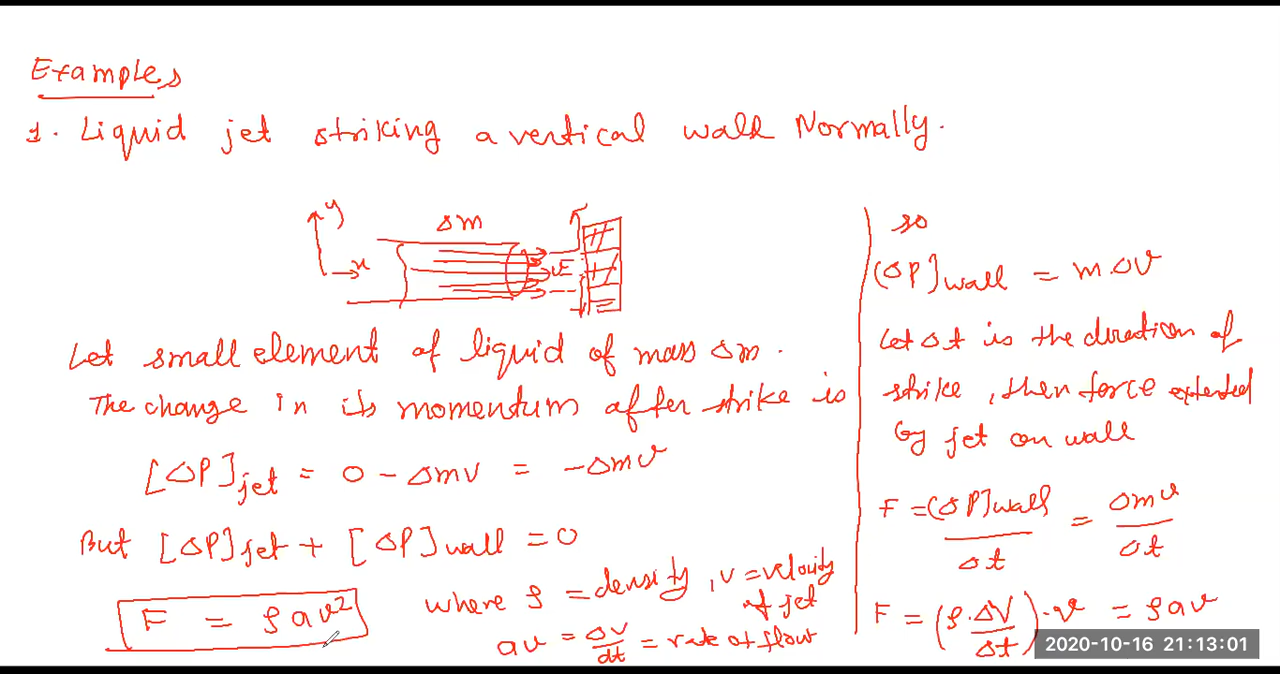 Examples
1. Liquid jet striking a vertical wall Normally.
y
x
Δm
Let small element of liquid of mass Δm.
The change in its momentum after strike is
[ΔP]jet = 0 - Δmv = -Δmv
But [ΔP]jet + [ΔP]wall = 0
F = ρav²
where ρ = density, v = velocity of jet
av = ΔV/dt = rate of flow
so
(ΔP]wall = m.Δv
Let Δt is the duration of
strike, then force extented
by jet on wall
F = (ΔP]wall/Δt = Δmv/Δt
F = (ρ.ΔV/Δt).v = ρav
2020-10-16 21:13:01